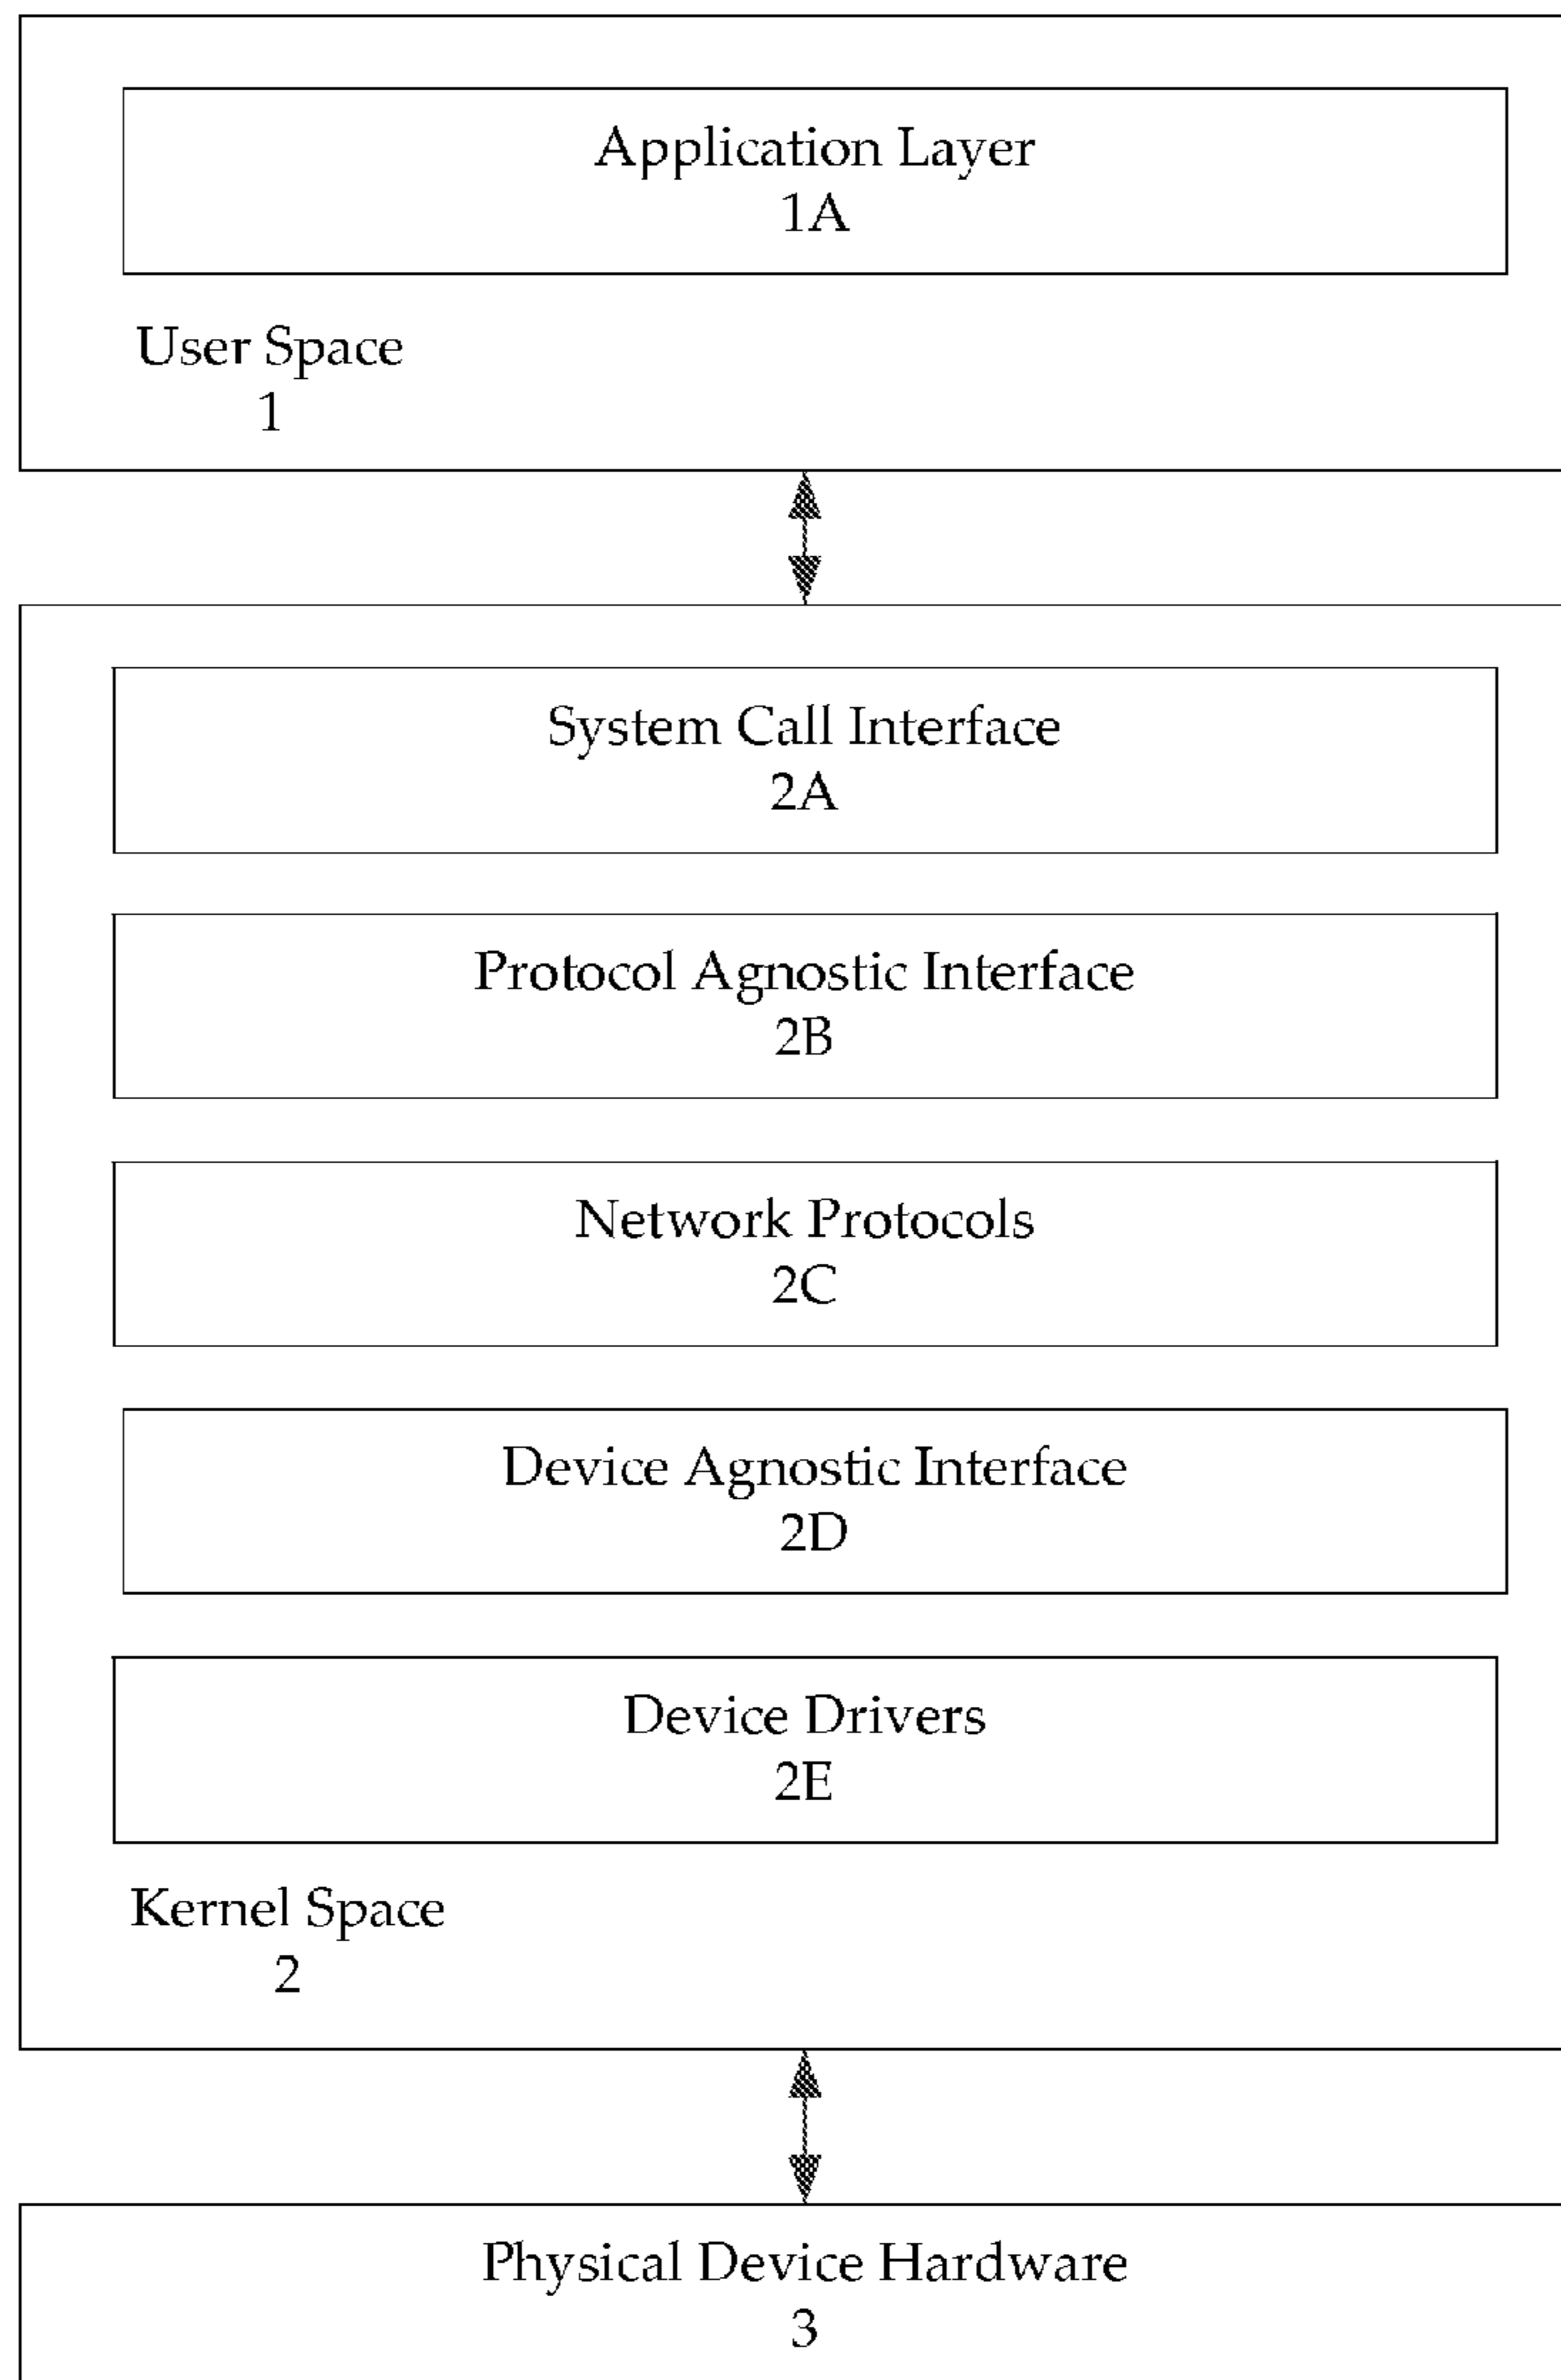 Application Layer
1A
User Space
1
System Call Interface
2A
Protocol Agnostic Interface
2B
Network Protocols
2C
Device Agnostic Interface
2D
Device Drivers
2E
Kernel Space
2
Physical Device Hardware
3